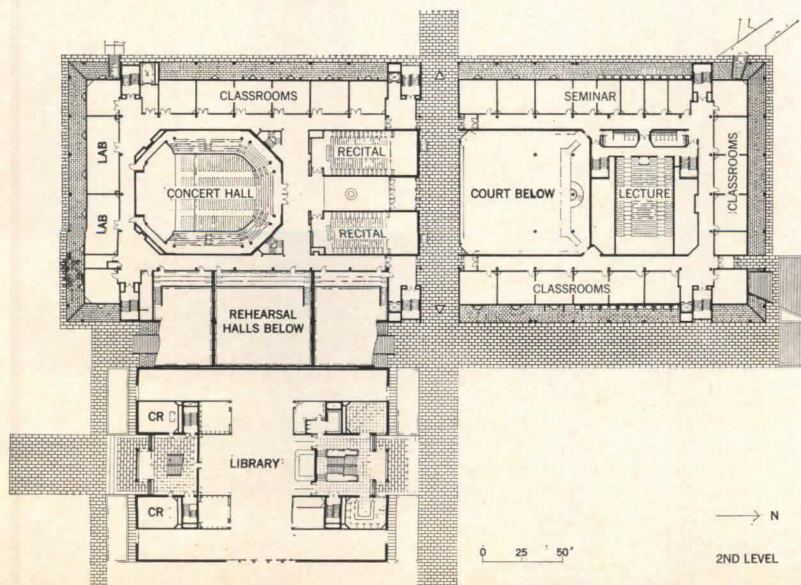 CLASSROOMS
SEMINAR
LAB
LAB
CONCERT HALL
RECITAL
RECITAL
COURT BELOW
LECTURE
CLASSROOMS
CLASSROOMS
REHEARSAL
HALLS BELOW
CR
LIBRARY
CR
N
0 25 50'
2ND LEVEL